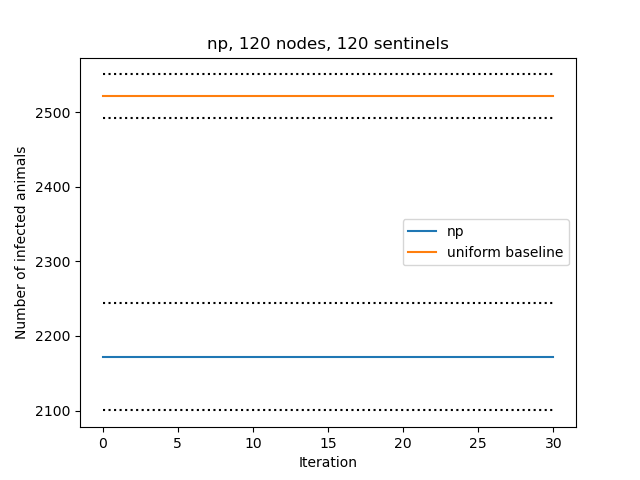 np, 120 nodes, 120 sentinels
Number of infected animals
2500
2400
2300
2200
2100
np
uniform baseline
0 5 10 15 20 25 30
Iteration